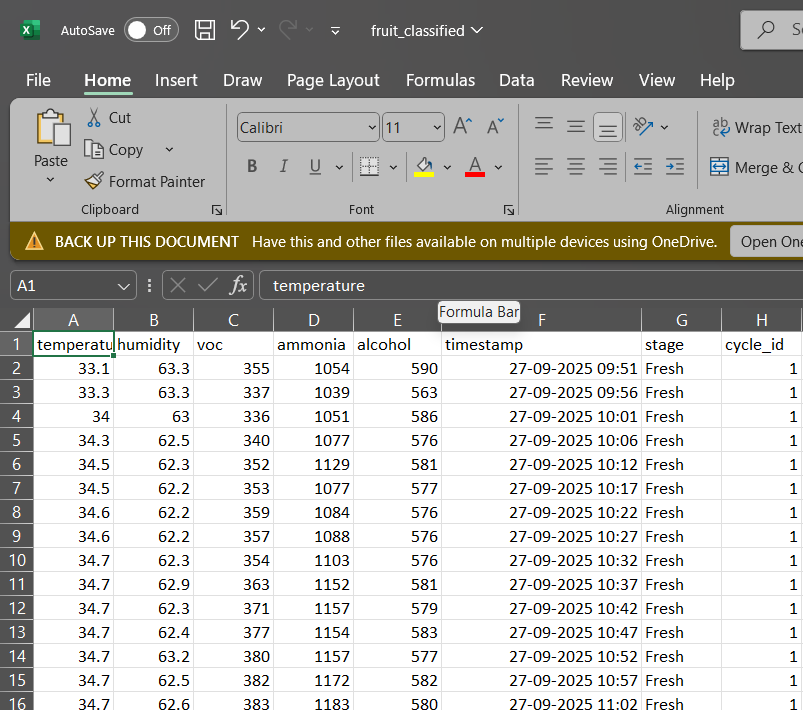 AutoSave Off fruit_classified
File Home Insert Draw Page Layout Formulas Data Review View Help
Paste Cut Copy Format Painter Clipboard
Calibri 11 B I U A A A Font
ab Wrap Text Merge & C Alignment
BACK UP THIS DOCUMENT Have this and other files available on multiple devices using OneDrive. Open One
A1 fx temperature
Formula Bar
A B C D E F G H
1 temperatu humidity voc ammonia alcohol timestamp stage cycle_id
2 33.1 63.3 355 1054 590 27-09-2025 09:51 Fresh 1
3 33.3 63.3 337 1039 563 27-09-2025 09:56 Fresh 1
4 34 63 336 1051 586 27-09-2025 10:01 Fresh 1
5 34.3 62.5 340 1077 576 27-09-2025 10:06 Fresh 1
6 34.5 62.3 352 1129 581 27-09-2025 10:12 Fresh 1
7 34.5 62.2 353 1077 577 27-09-2025 10:17 Fresh 1
8 34.6 62.2 359 1084 576 27-09-2025 10:22 Fresh 1
9 34.6 62.2 357 1088 576 27-09-2025 10:27 Fresh 1
10 34.7 62.3 354 1103 576 27-09-2025 10:32 Fresh 1
11 34.7 62.9 363 1152 581 27-09-2025 10:37 Fresh 1
12 34.7 62.3 371 1157 579 27-09-2025 10:42 Fresh 1
13 34.7 62.4 377 1154 583 27-09-2025 10:47 Fresh 1
14 34.7 63.2 380 1157 577 27-09-2025 10:52 Fresh 1
15 34.7 62.5 382 1172 582 27-09-2025 10:57 Fresh 1
16 34.7 62.6 383 1183 580 27-09-2025 11:02 Fresh 1